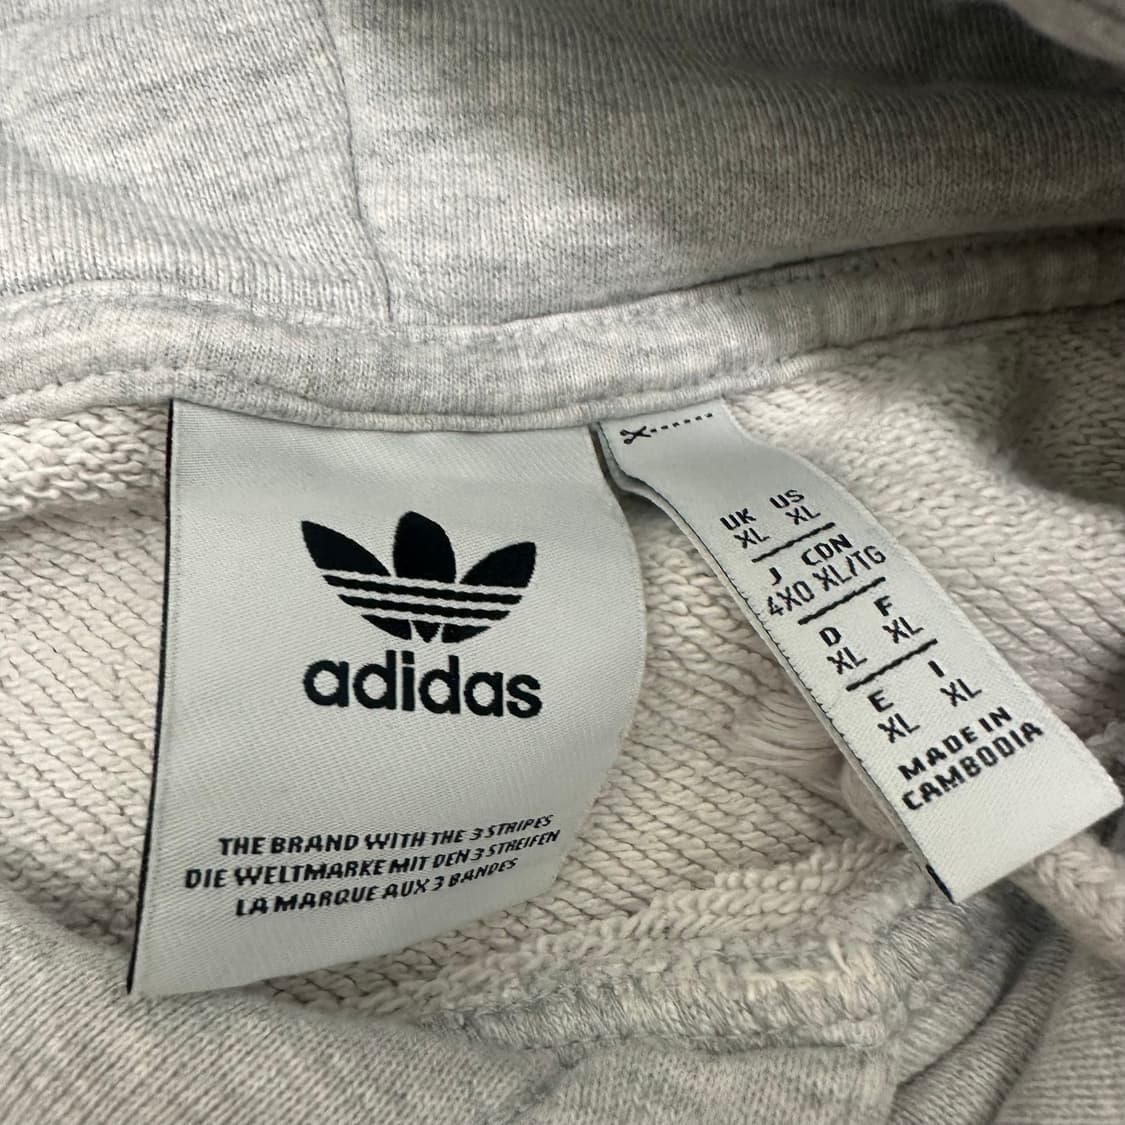 adidas
THE BRAND WITH THE 3 STRIPES
DIE WELTMARKE MIT DEN 3 STREIFEN
LA MARQUE AUX 3 BANDES
UK US
XL XL
J CDN
4XO XL/TG
D F
XL XL
E I
XL XL
MADE IN
CAMBODIA